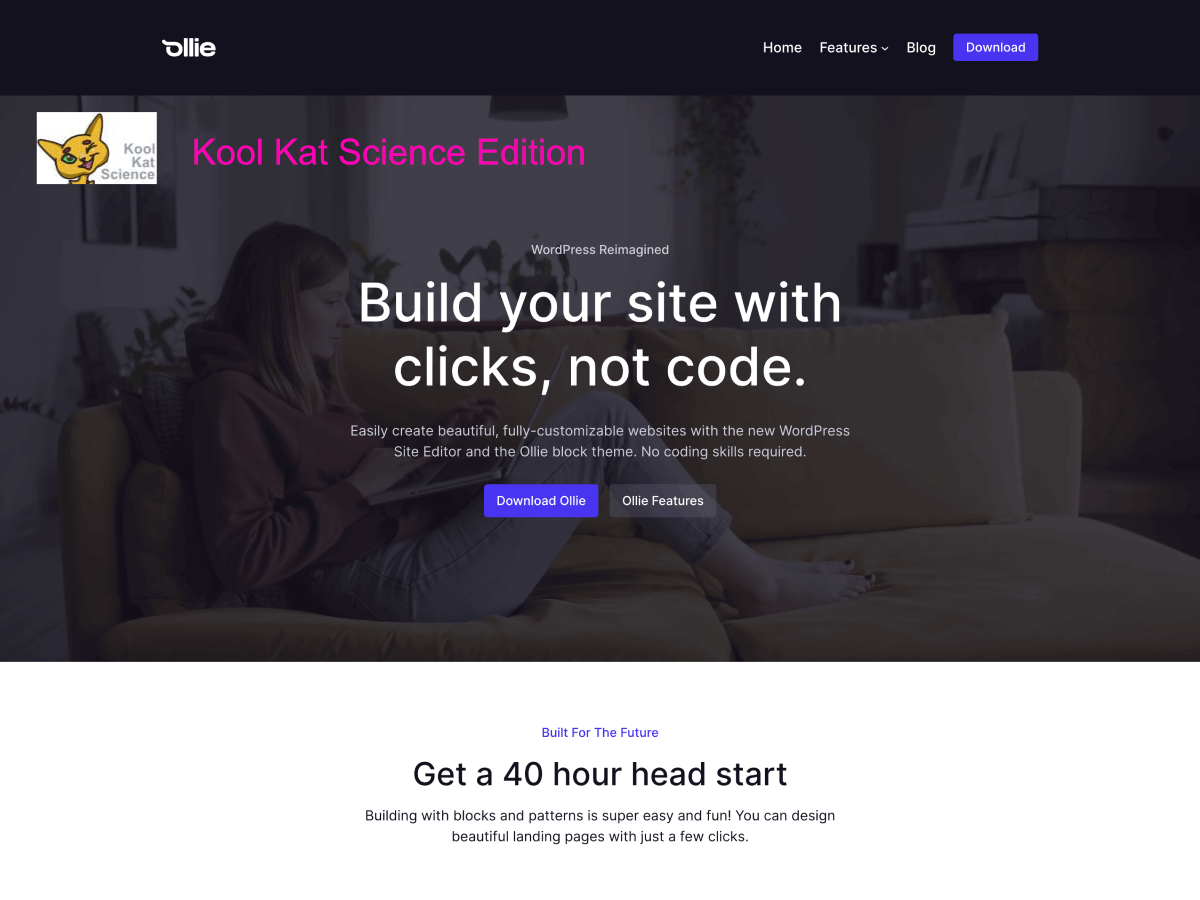 Ollie
Home Features Blog Download
Kool
Kat
Science
Kool Kat Science Edition
WordPress Reimagined
Build your site with
clicks, not code.
Easily create beautiful, fully-customizable websites with the new WordPress
Site Editor and the Ollie block theme. No coding skills required.
Download Ollie Ollie Features
Built For The Future
Get a 40 hour head start
Building with blocks and patterns is super easy and fun! You can design
beautiful landing pages with just a few clicks.